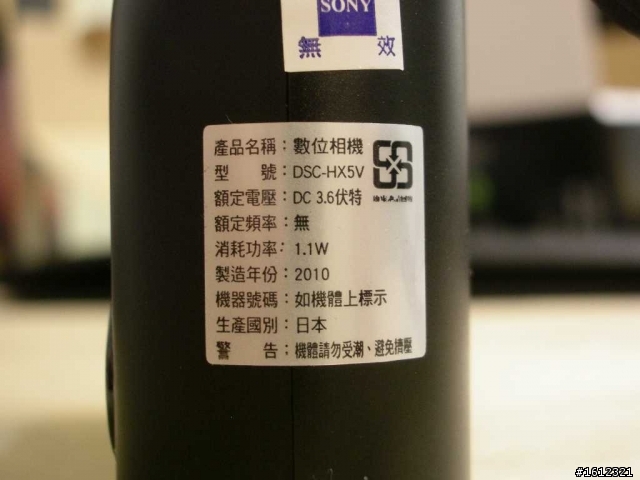 SONY
無 效
產品名稱：數位相機
型 號：DSC-HX5V
額定電壓：DC 3.6伏特
額定頻率：無
消耗功率：1.1W
製造年份：2010
機器號碼：如機體上標示
生產國別：日本
警 告：機體請勿受潮、避免擠壓
#1612321